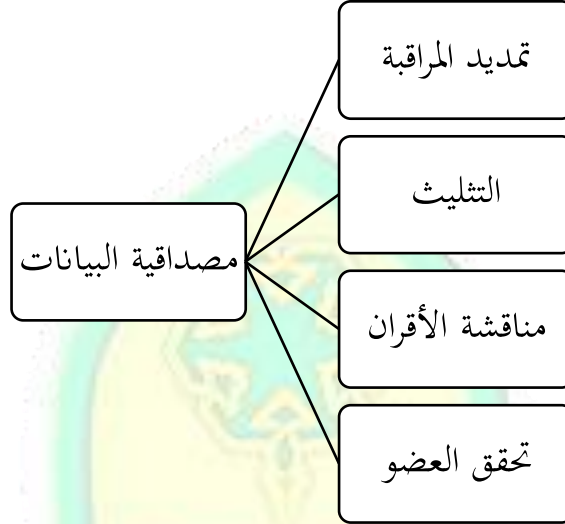 تمديد المراقبة
التثليث
مصداقية البيانات
مناقشة الأقران
تحقق العضو